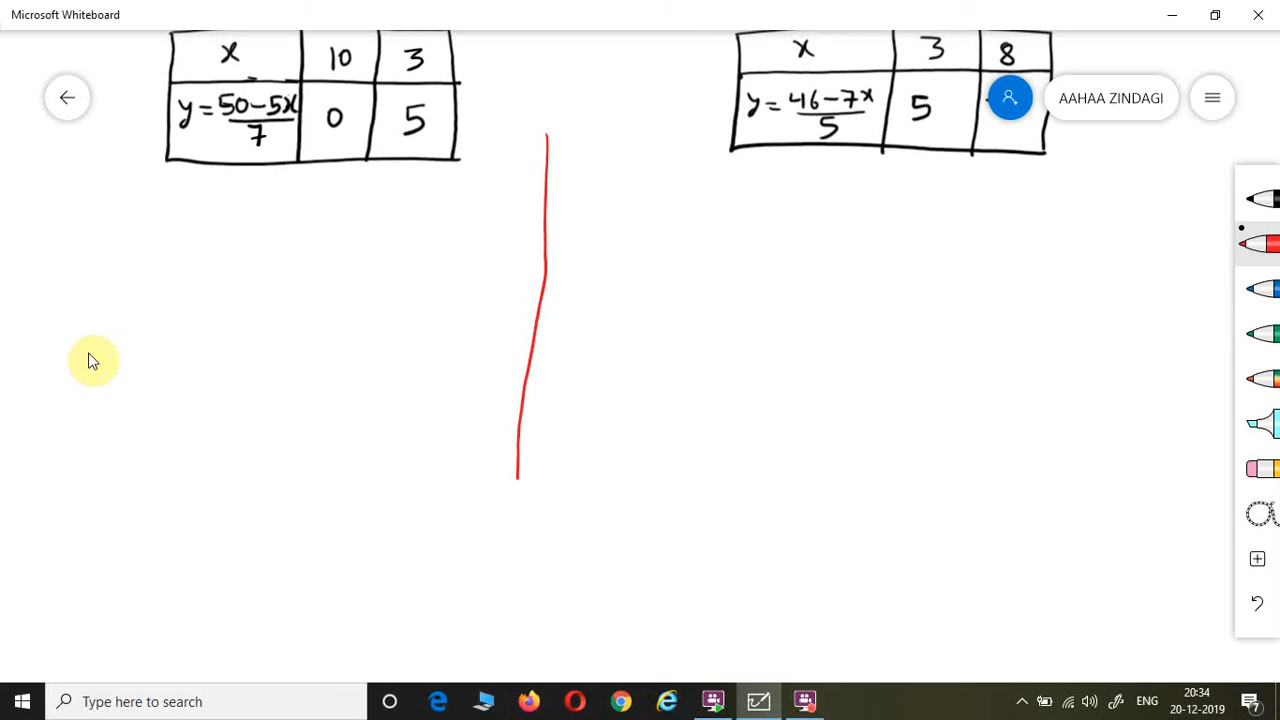 Microsoft Whiteboard
x 10 3
y = 50-5x/7 0 5
x 3 8
y = 46-7x/5 5
AAHAA ZINDAGI
Type here to search
ENG
20:34
20-12-2019
7